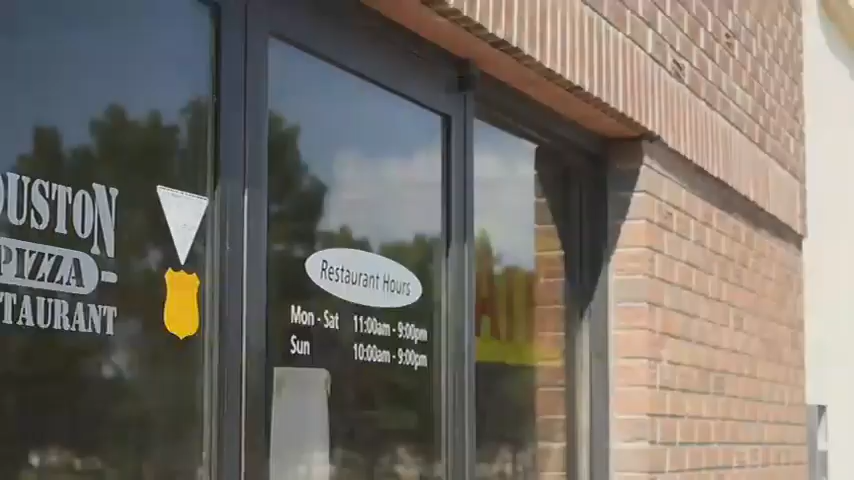 OUSTON
PIZZA
TAURANT
Restaurant Hours
Mon - Sat 11:00am - 9:00pm
Sun 10:00am - 9:00pm